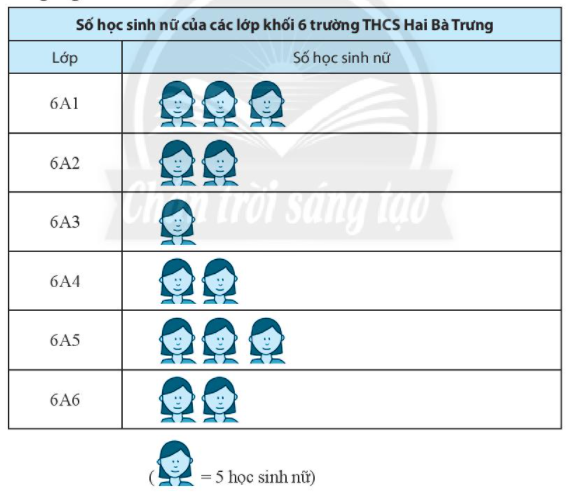 Số học sinh nữ của các lớp khối 6 trường THCS Hai Bà Trưng
Lớp Số học sinh nữ
6A1
6A2
6A3
Chân trời sáng tạo
6A4
6A5
6A6
( = 5 học sinh nữ)